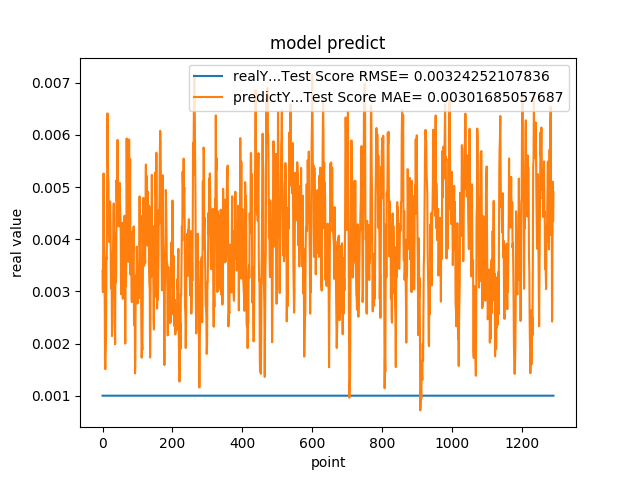 model predict
realY...Test Score RMSE= 0.00324252107836
predictY...Test Score MAE= 0.00301685057687
0.007
0.006
0.005
0.004
0.003
0.002
0.001
real value
0 200 400 600 800 1000 1200
point